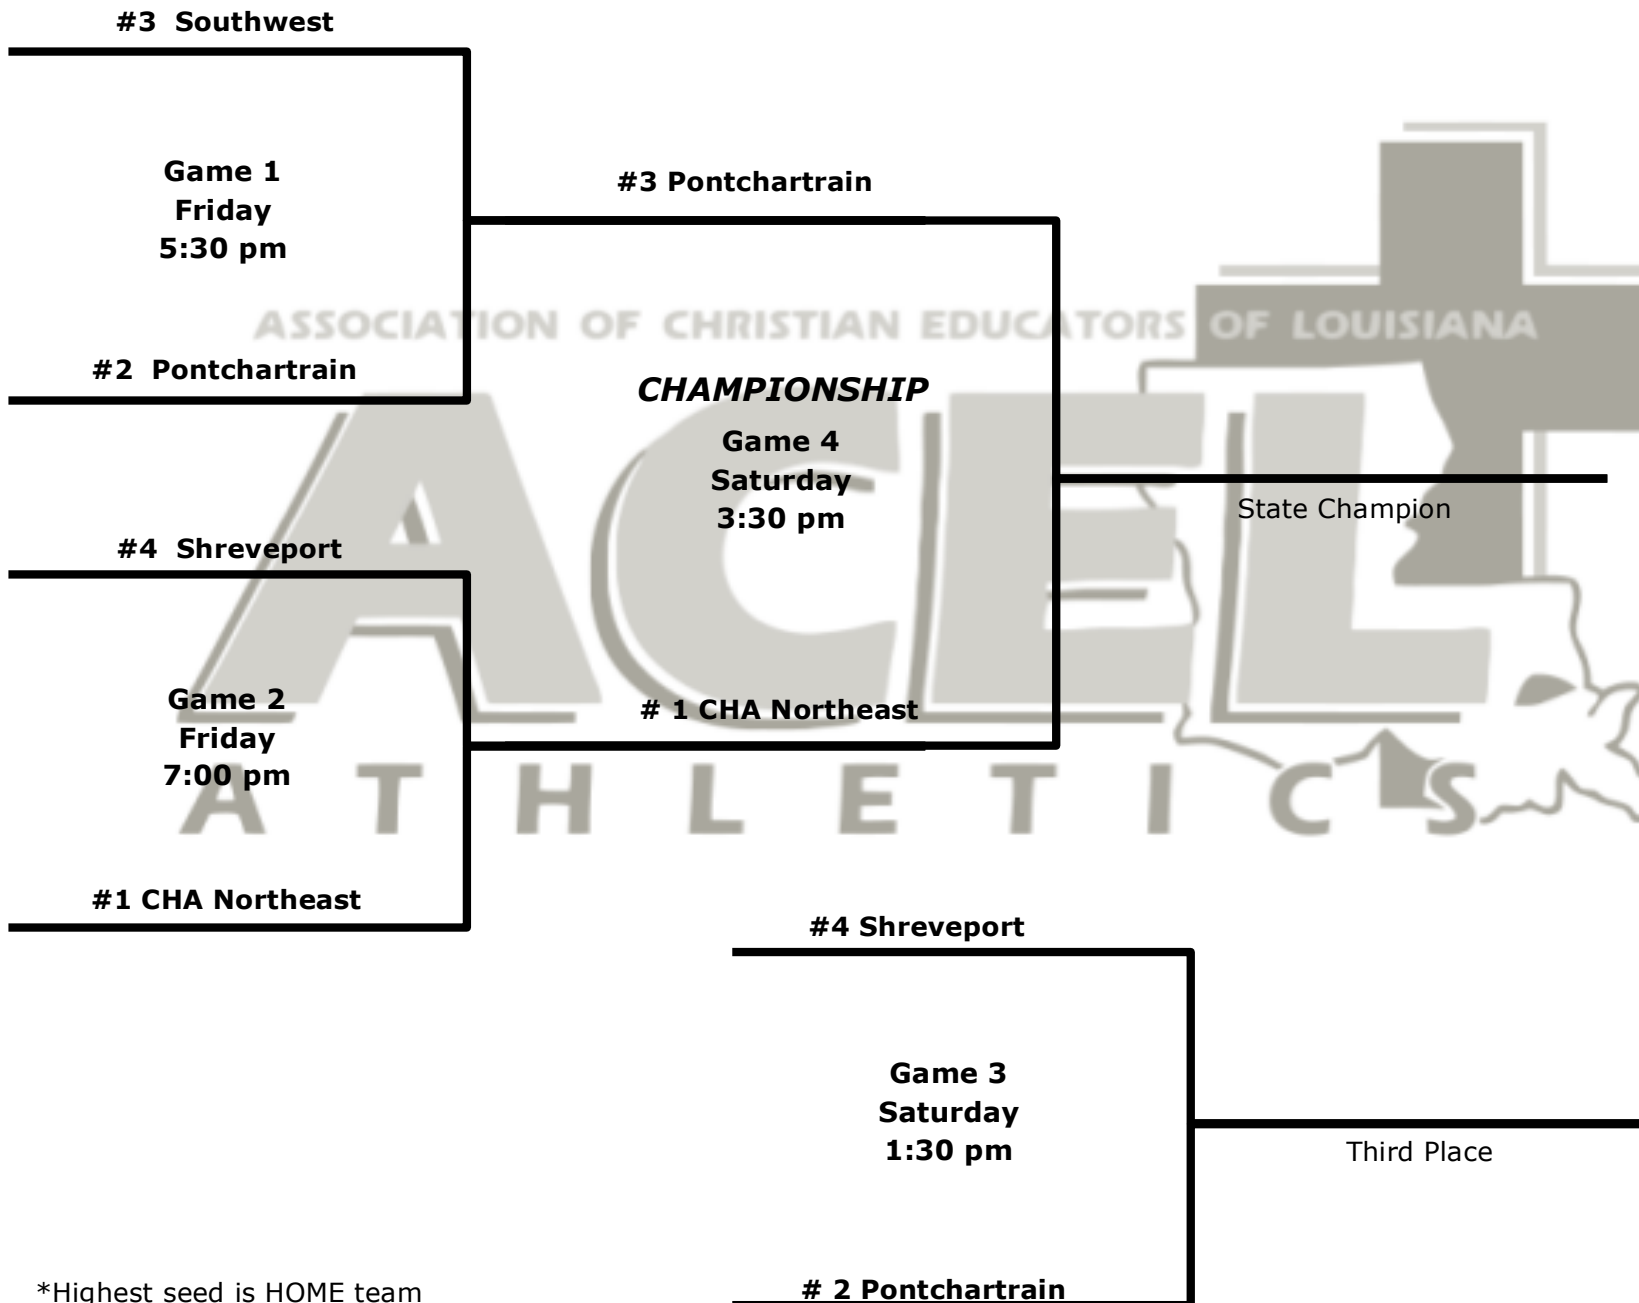 #3  Southwest
Game 1
Friday
5:30 pm
#3 Pontchartrain
ASSOCIATION OF CHRISTIAN EDUCATORS OF LOUISIANA
#2  Pontchartrain
CHAMPIONSHIP
Game 4
Saturday
3:30 pm
ACEL
State Champion
#4  Shreveport
Game 2
Friday
7:00 pm
# 1 CHA Northeast
ATHLETICS
#1 CHA Northeast
#4 Shreveport
Game 3
Saturday
1:30 pm
Third Place
# 2 Pontchartrain
*Highest seed is HOME team